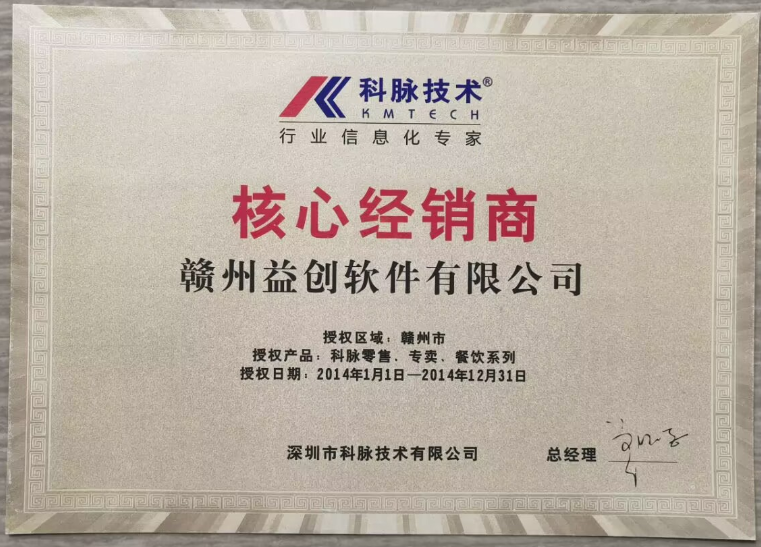 科脉技术®
KMTECH
行业信息化专家
核心经销商
赣州益创软件有限公司
授权区域：赣州市
授权产品：科脉零售、专卖、餐饮系列
授权日期：2014年1月1日—2014年12月31日
深圳市科脉技术有限公司 总经理